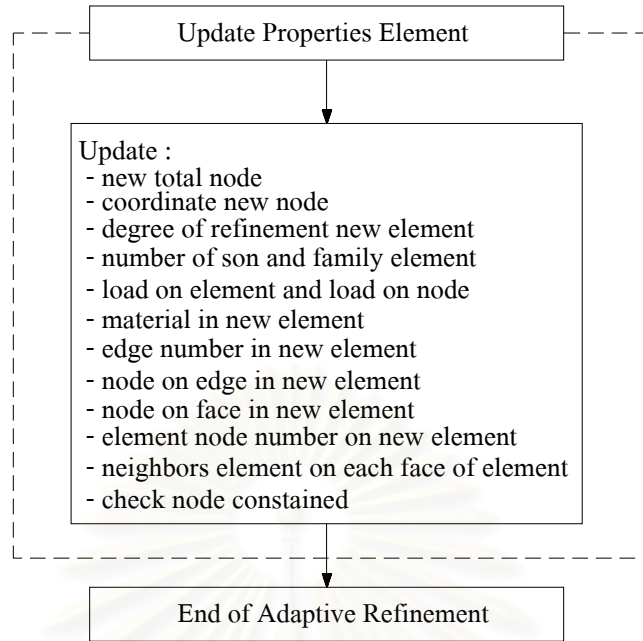 Update Properties Element
Update :
- new total node
- coordinate new node
- degree of refinement new element
- number of son and family element
- load on element and load on node
- material in new element
- edge number in new element
- node on edge in new element
- node on face in new element
- element node number on new element
- neighbors element on each face of element
- check node constained
End of Adaptive Refinement